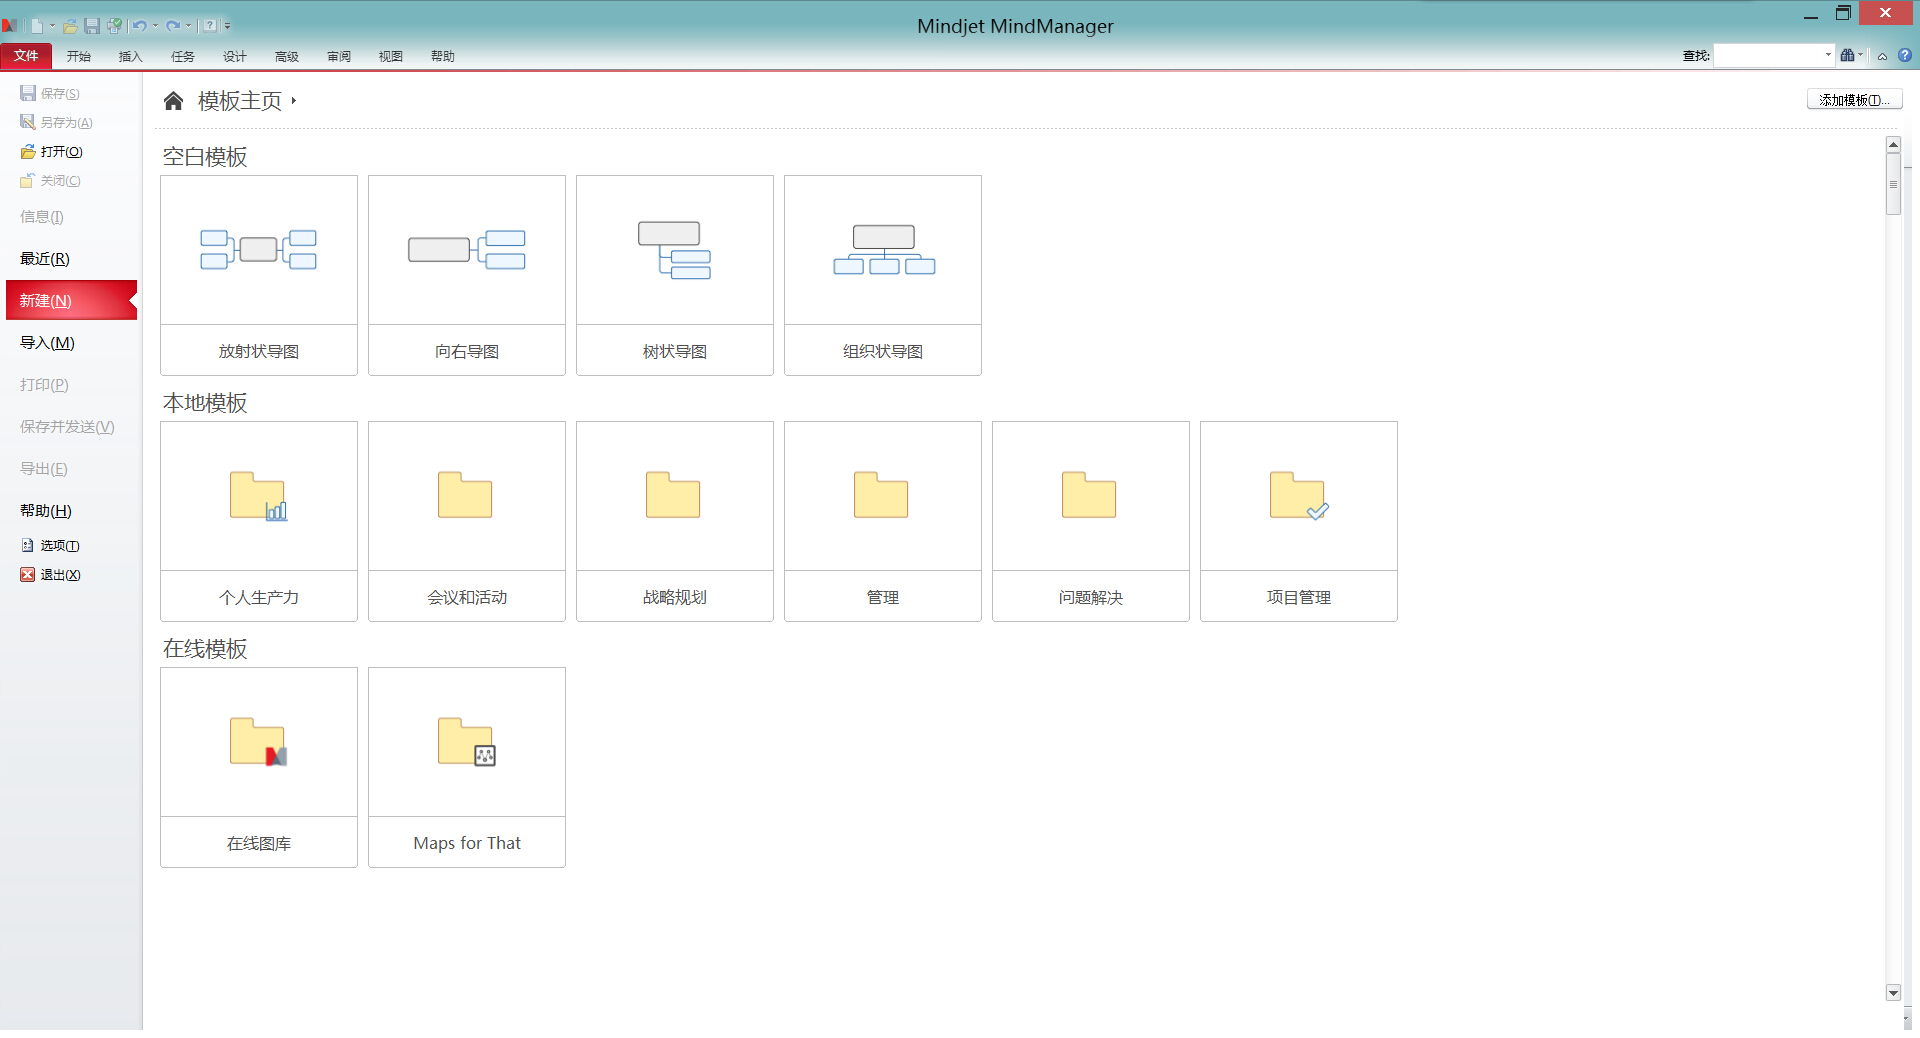 Mindjet MindManager
文件 开始 插入 任务 设计 高级 审阅 视图 帮助 查找:
保存(S)
另存为(A)
打开(O)
关闭(C)
信息(I)
最近(R)
新建(N)
导入(M)
打印(P)
保存并发送(V)
导出(E)
帮助(H)
选项(T)
退出(X)
模板主页
添加模板(T)...
空白模板
放射状导图 向右导图 树状导图 组织状导图
本地模板
个人生产力 会议和活动 战略规划 管理 问题解决 项目管理
在线模板
在线图库 Maps for That